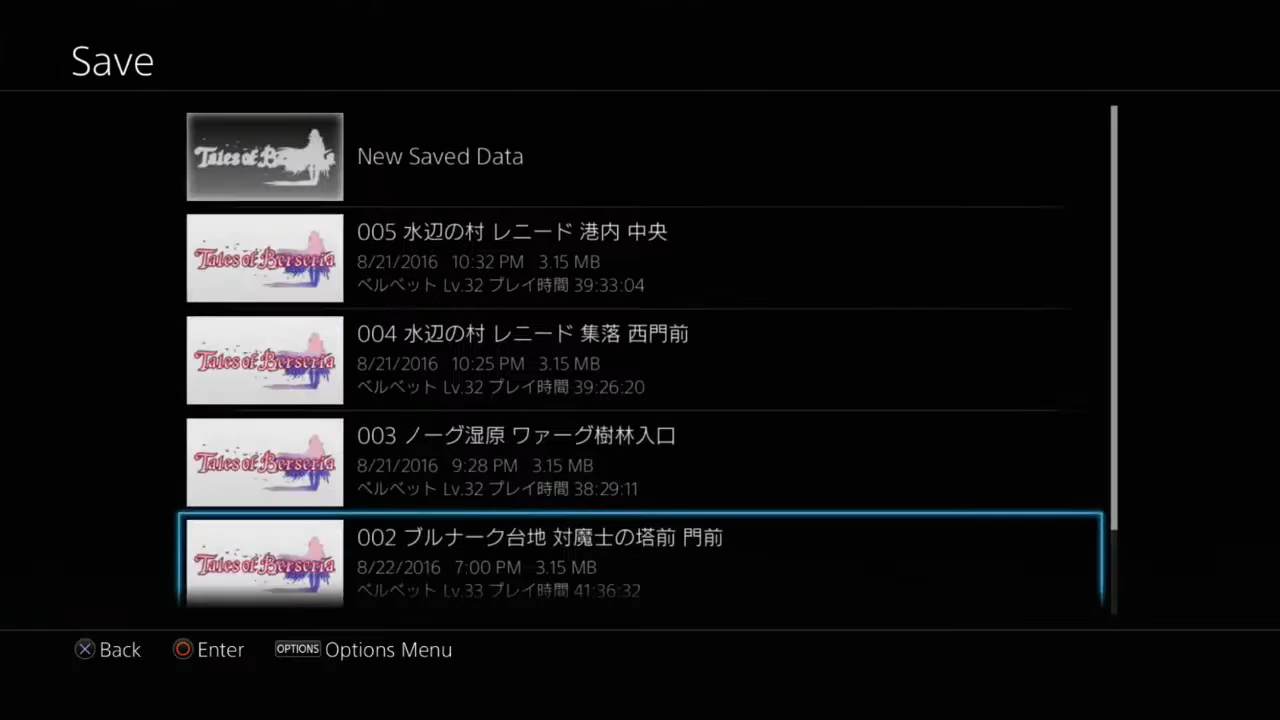 Save
Tales of Berseria
New Saved Data
Tales of Berseria
005 水辺の村 レニード 港内 中央
8/21/2016 10:32 PM 3.15 MB
ベルベット Lv.32 プレイ時間 39:33:04
Tales of Berseria
004 水辺の村 レニード 集落 西門前
8/21/2016 10:25 PM 3.15 MB
ベルベット Lv.32 プレイ時間 39:26:20
Tales of Berseria
003 ノーグ湿原 ワァーグ樹林入口
8/21/2016 9:28 PM 3.15 MB
ベルベット Lv.32 プレイ時間 38:29:11
Tales of Berseria
002 ブルナーク台地 対魔士の塔前 門前
8/22/2016 7:00 PM 3.15 MB
ベルベット Lv.33 プレイ時間 41:36:32
Back Enter OPTIONS Options Menu